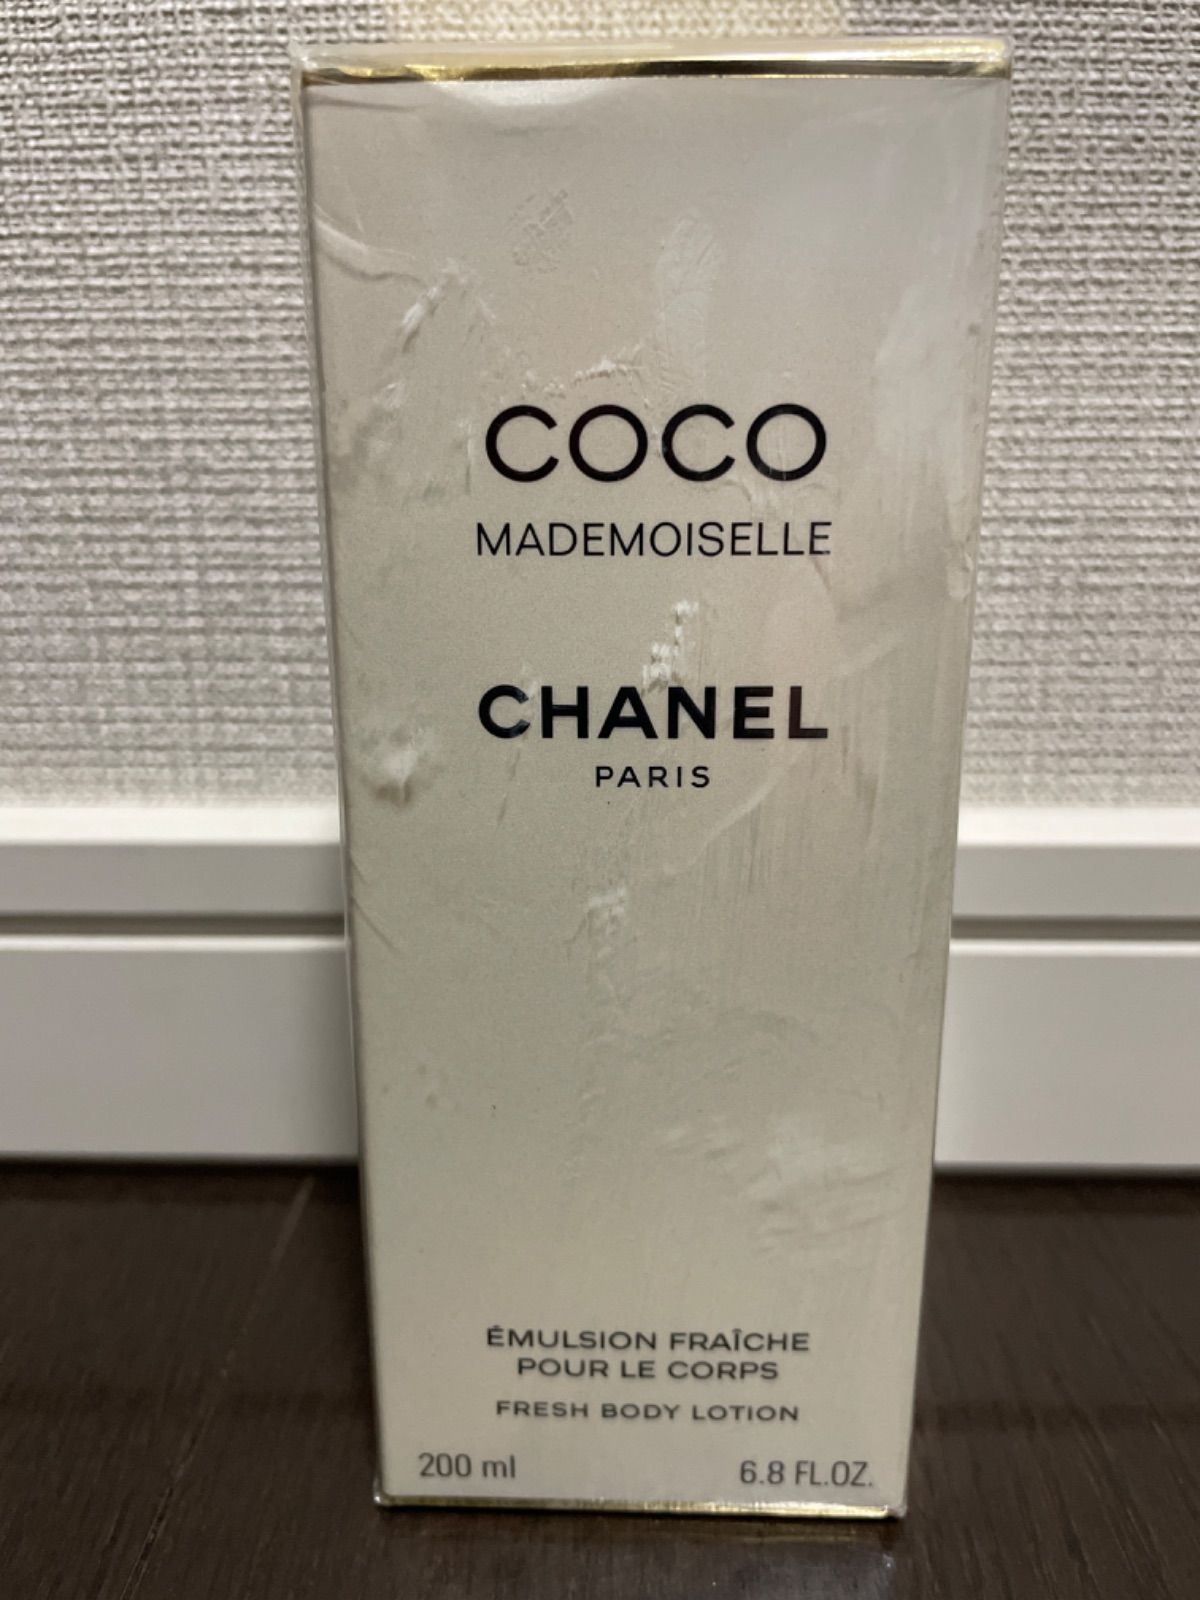 COCO
MADEMOISELLE
CHANEL
PARIS
ÉMULSION FRAÎCHE
POUR LE CORPS
FRESH BODY LOTION
200 ml 6.8 FL.OZ.